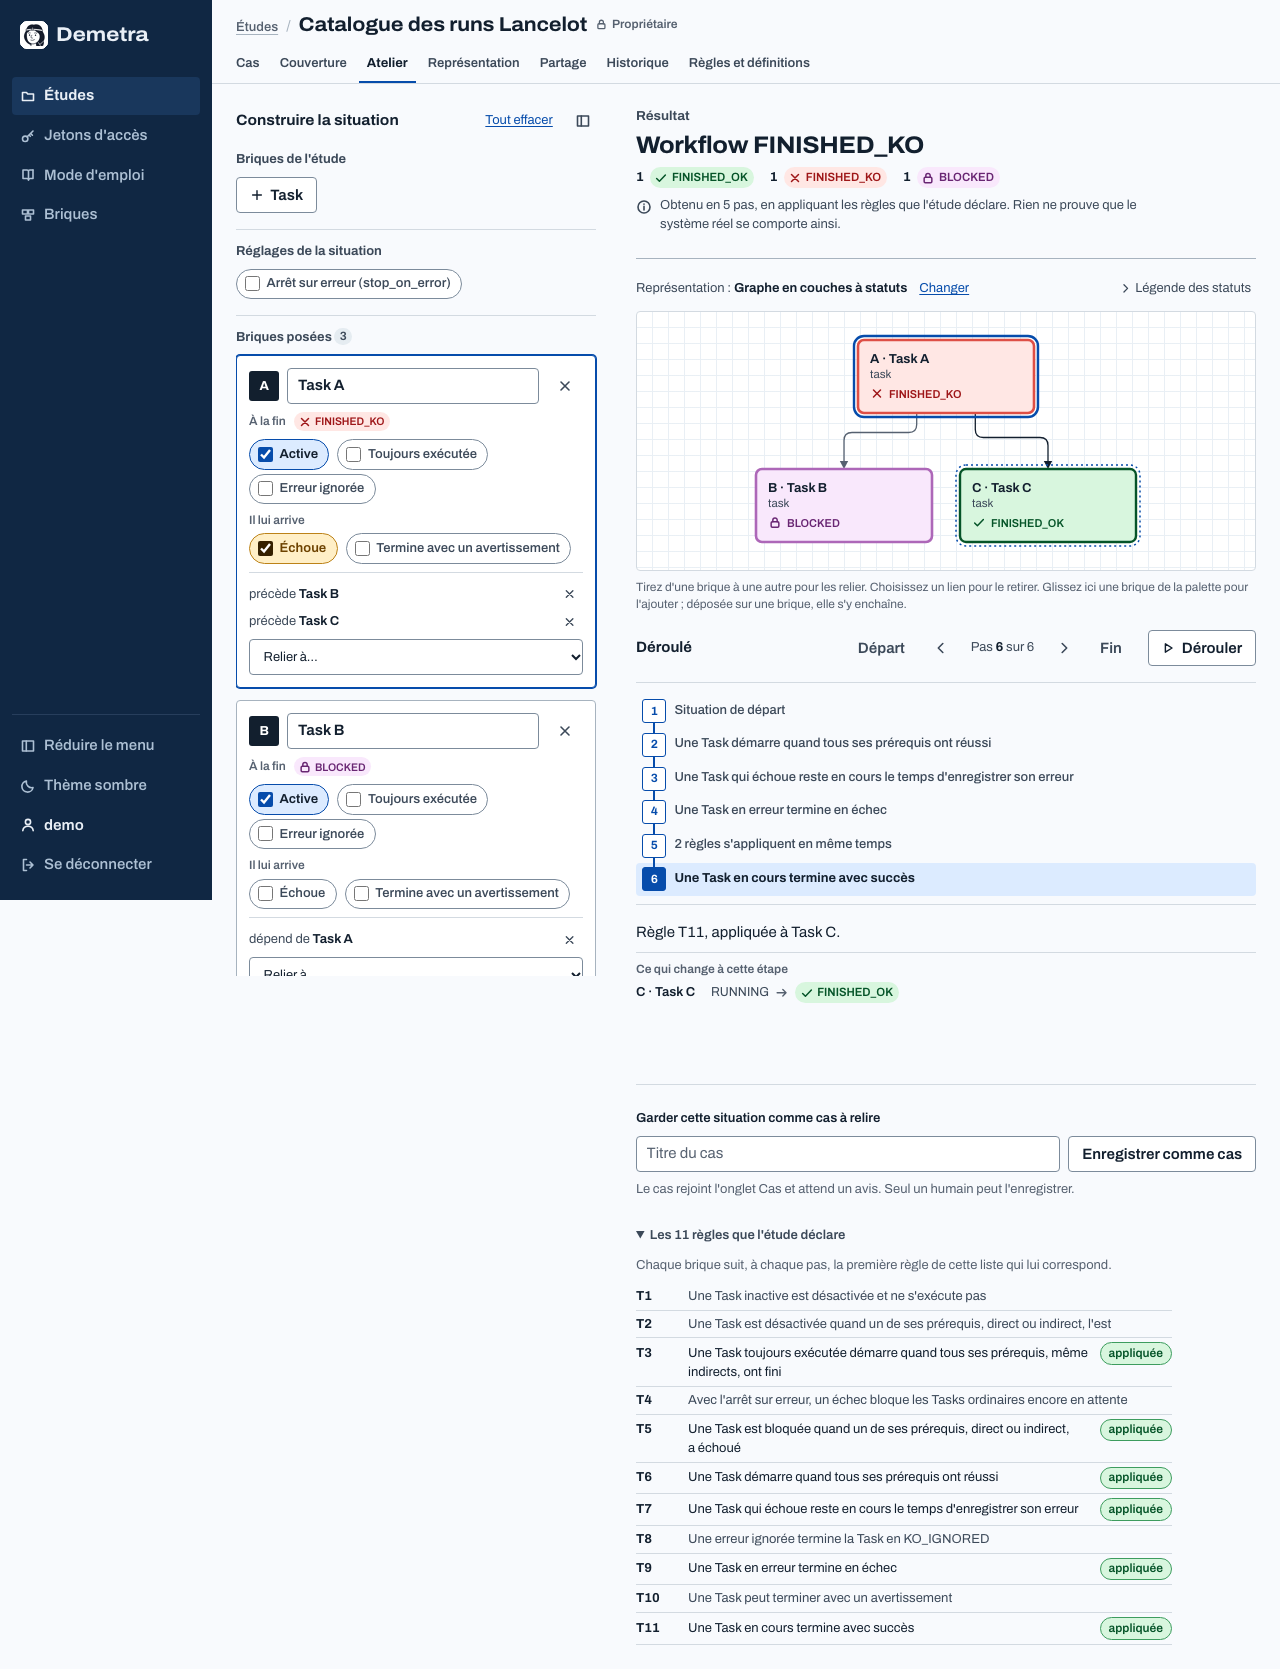 Demetra
Études
Jetons d'accès
Mode d'emploi
Briques
Réduire le menu
Thème sombre
demo
Se déconnecter
Études / Catalogue des runs Lancelot Propriétaire
Cas Couverture Atelier Représentation Partage Historique Règles et définitions
Construire la situation Tout effacer
Briques de l'étude
Task
Réglages de la situation
Arrêt sur erreur (stop_on_error)
Briques posées 3
A Task A
À la fin FINISHED_KO
Active Toujours exécutée
Erreur ignorée
Il lui arrive
Échoue Termine avec un avertissement
précède Task B
précède Task C
Relier à...
B Task B
À la fin BLOCKED
Active Toujours exécutée
Erreur ignorée
Il lui arrive
Échoue Termine avec un avertissement
dépend de Task A
Relier à
Résultat
Workflow FINISHED_KO
1 FINISHED_OK 1 FINISHED_KO 1 BLOCKED
Obtenu en 5 pas, en appliquant les règles que l'étude déclare. Rien ne prouve que le
système réel se comporte ainsi.
Représentation : Graphe en couches à statuts Changer Légende des statuts
A · Task A
task
FINISHED_KO
B · Task B
task
BLOCKED
C · Task C
task
FINISHED_OK
Tirez d'une brique à une autre pour les relier. Choisissez un lien pour le retirer. Glissez ici une brique de la palette pour
l'ajouter ; déposée sur une brique, elle s'y enchaîne.
Déroulé Départ Pas 6 sur 6 Fin Dérouler
1 Situation de départ
2 Une Task démarre quand tous ses prérequis ont réussi
3 Une Task qui échoue reste en cours le temps d'enregistrer son erreur
4 Une Task en erreur termine en échec
5 2 règles s'appliquent en même temps
6 Une Task en cours termine avec succès
Règle T11, appliquée à Task C.
Ce qui change à cette étape
C · Task C RUNNING → FINISHED_OK
Garder cette situation comme cas à relire
Titre du cas Enregistrer comme cas
Le cas rejoint l'onglet Cas et attend un avis. Seul un humain peut l'enregistrer.
Les 11 règles que l'étude déclare
Chaque brique suit, à chaque pas, la première règle de cette liste qui lui correspond.
T1 Une Task inactive est désactivée et ne s'exécute pas
T2 Une Task est désactivée quand un de ses prérequis, direct ou indirect, l'est
T3 Une Task toujours exécutée démarre quand tous ses prérequis, même appliquée
indirects, ont fini
T4 Avec l'arrêt sur erreur, un échec bloque les Tasks ordinaires encore en attente
T5 Une Task est bloquée quand un de ses prérequis, direct ou indirect, appliquée
a échoué
T6 Une Task démarre quand tous ses prérequis ont réussi appliquée
T7 Une Task qui échoue reste en cours le temps d'enregistrer son erreur appliquée
T8 Une erreur ignorée termine la Task en KO_IGNORED
T9 Une Task en erreur termine en échec appliquée
T10 Une Task peut terminer avec un avertissement
T11 Une Task en cours termine avec succès appliquée